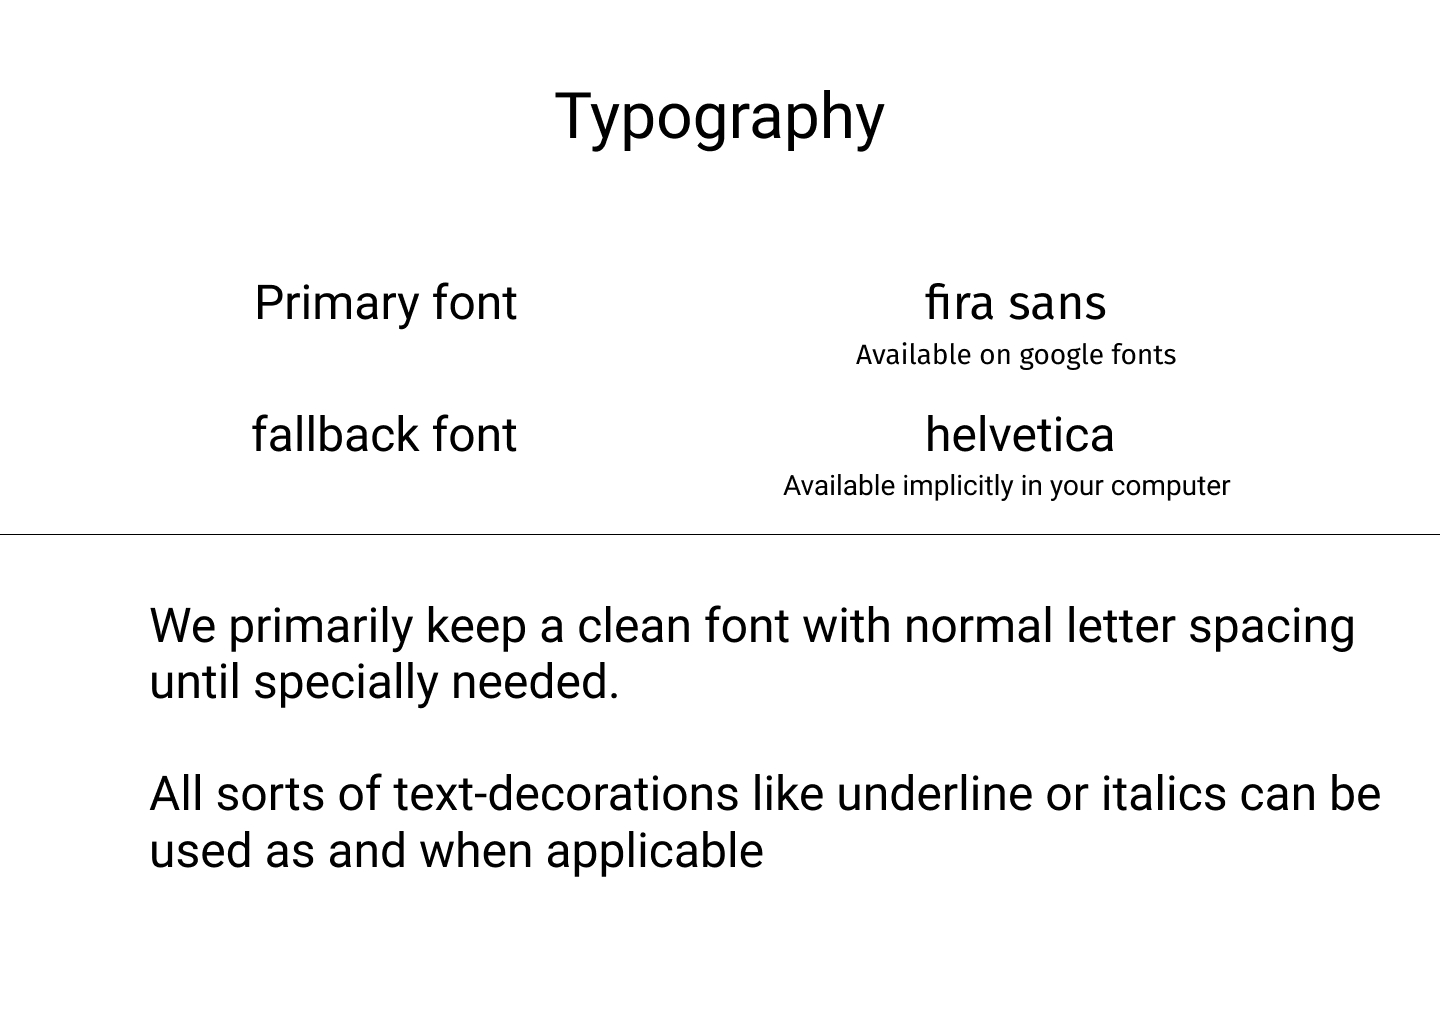 Typography
Primary font
fira sans
Available on google fonts
fallback font
helvetica
Available implicitly in your computer
We primarily keep a clean font with normal letter spacing
until specially needed.
All sorts of text-decorations like underline or italics can be
used as and when applicable